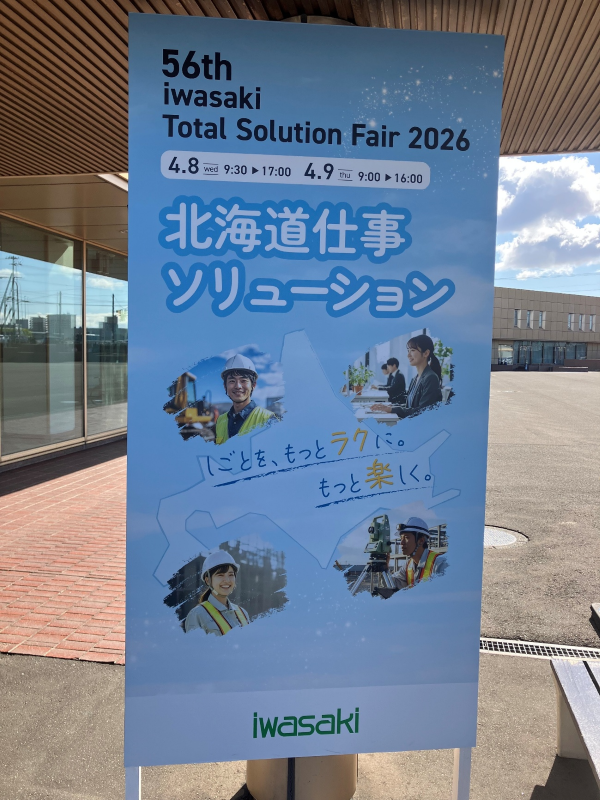 56th
iwasaki
Total Solution Fair 2026
4.8 wed 9:30 ▶ 17:00 4.9 thu 9:00 ▶ 16:00
北海道仕事
ソリューション
しごとを、もっとラクに。
もっと楽しく。
iwasaki